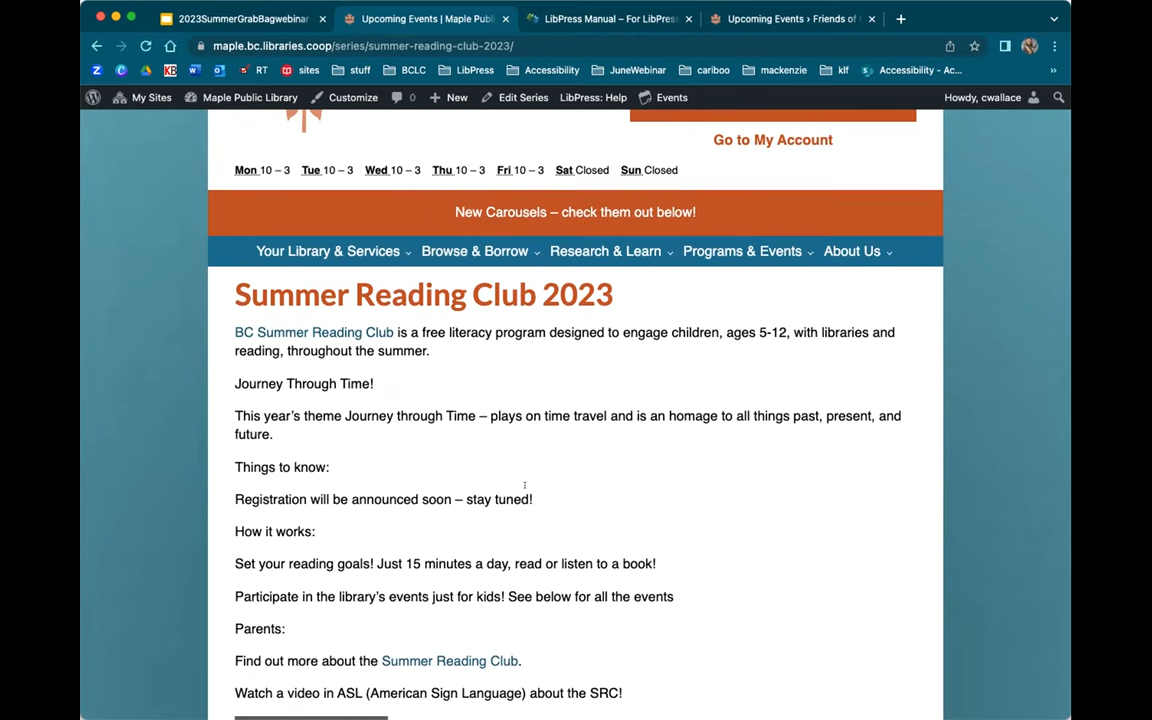 2023SummerGrabBagwebinar × Upcoming Events | Maple Publ × LibPress Manual – For LibPress × Upcoming Events › Friends of × +
maple.bc.libraries.coop/series/summer-reading-club-2023/
RT sites stuff BCLC LibPress Accessibility JuneWebinar cariboo mackenzie klf Accessibility - Ac... »
My Sites Maple Public Library Customize 0 + New Edit Series LibPress: Help Events Howdy, cwallace
Go to My Account
Mon 10 – 3 Tue 10 – 3 Wed 10 – 3 Thu 10 – 3 Fri 10 – 3 Sat Closed Sun Closed
New Carousels – check them out below!
Your Library & Services Browse & Borrow Research & Learn Programs & Events About Us
Summer Reading Club 2023
BC Summer Reading Club is a free literacy program designed to engage children, ages 5-12, with libraries and
reading, throughout the summer.
Journey Through Time!
This year's theme Journey through Time – plays on time travel and is an homage to all things past, present, and
future.
Things to know:
Registration will be announced soon – stay tuned!
How it works:
Set your reading goals! Just 15 minutes a day, read or listen to a book!
Participate in the library's events just for kids! See below for all the events
Parents:
Find out more about the Summer Reading Club.
Watch a video in ASL (American Sign Language) about the SRC!